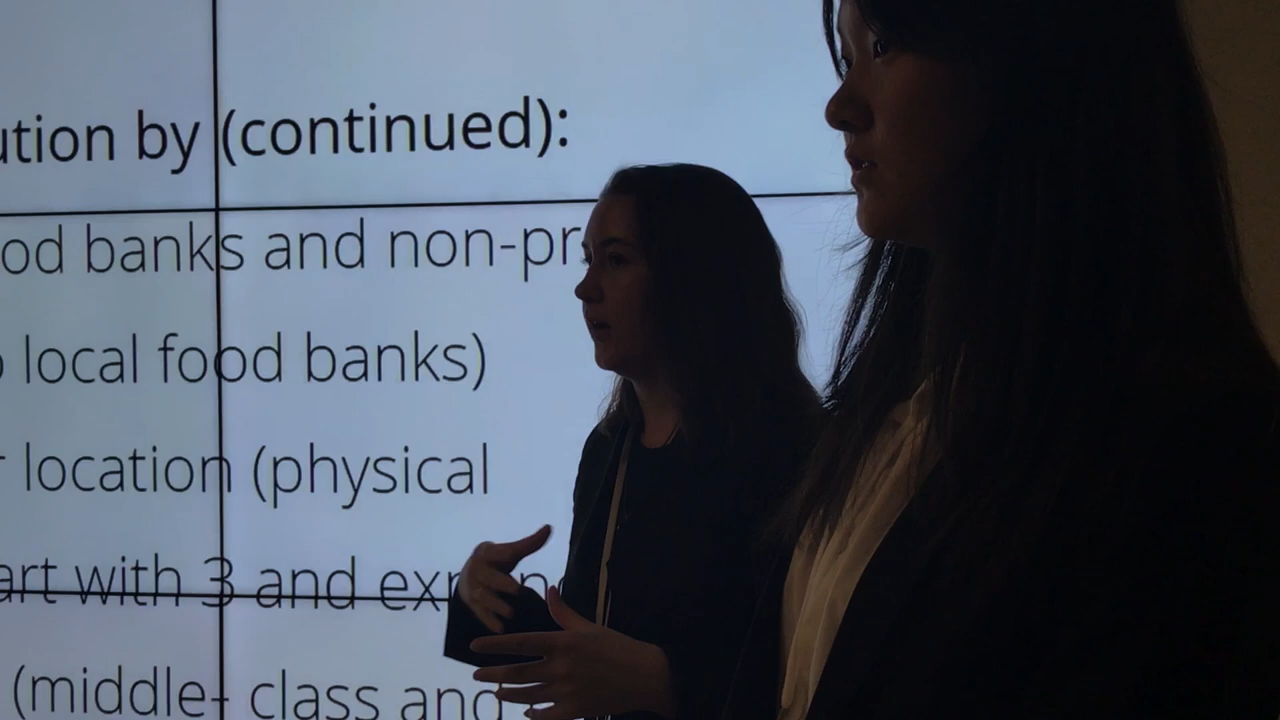 ution by (continued):
ood banks and non-pr
local food banks)
location (physical
art with 3 and exp
(middle- class and